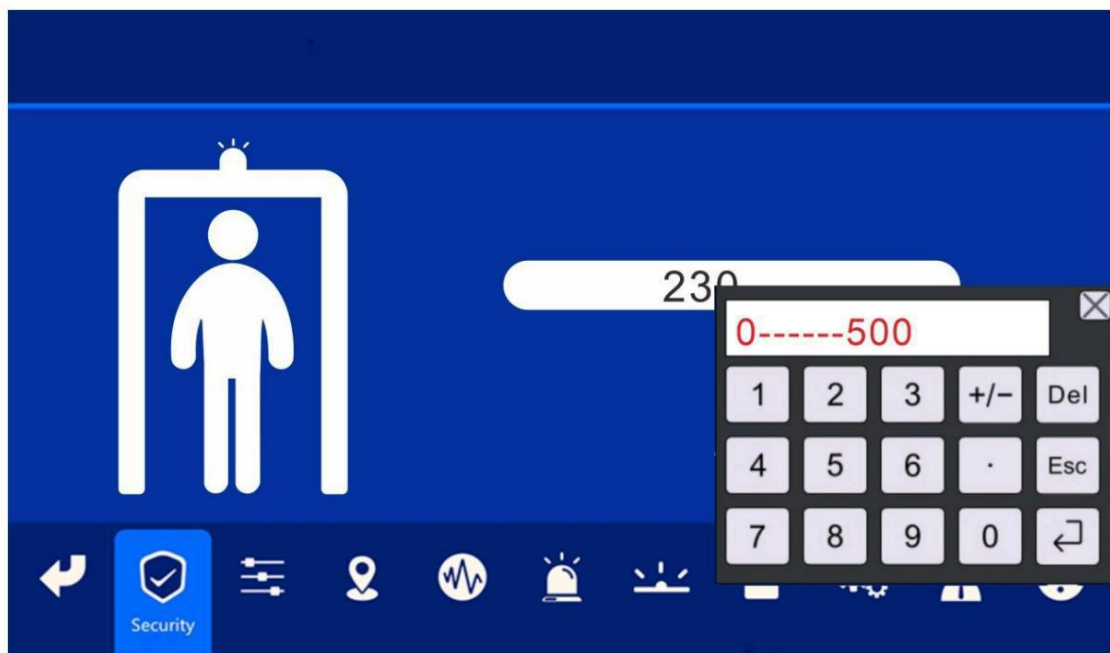 230
0------500
1 2 3 +/− Del
4 5 6 . Esc
7 8 9 0
Security